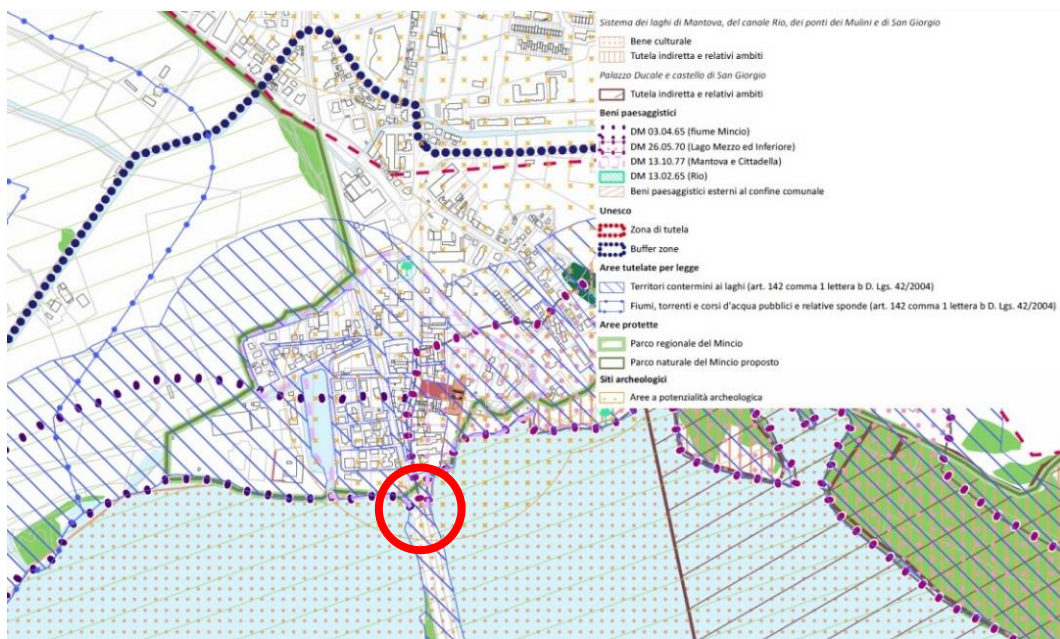 Sistema dei laghi di Mantova, del canale Rio, dei ponti dei Mulini e di San Giorgio
Bene culturale
Tutela indiretta e relativi ambiti
Palazzo Ducale e castello di San Giorgio
Tutela indiretta e relativi ambiti
Beni paesaggistici
DM 03.04.65 (fiume Mincio)
DM 26.05.70 (Lago Mezzo ed Inferiore)
DM 13.10.77 (Mantova e Cittadella)
DM 13.02.65 (Rio)
Beni paesaggistici esterni al confine comunale
Unesco
Zona di tutela
Buffer zone
Aree tutelate per legge
Territori contermini ai laghi (art. 142 comma 1 lettera b D. Lgs. 42/2004)
Fiumi, torrenti e corsi d'acqua pubblici e relative sponde (art. 142 comma 1 lettera b D. Lgs. 42/2004)
Aree protette
Parco regionale del Mincio
Parco naturale del Mincio proposto
Siti archeologici
Aree a potenzialità archeologica